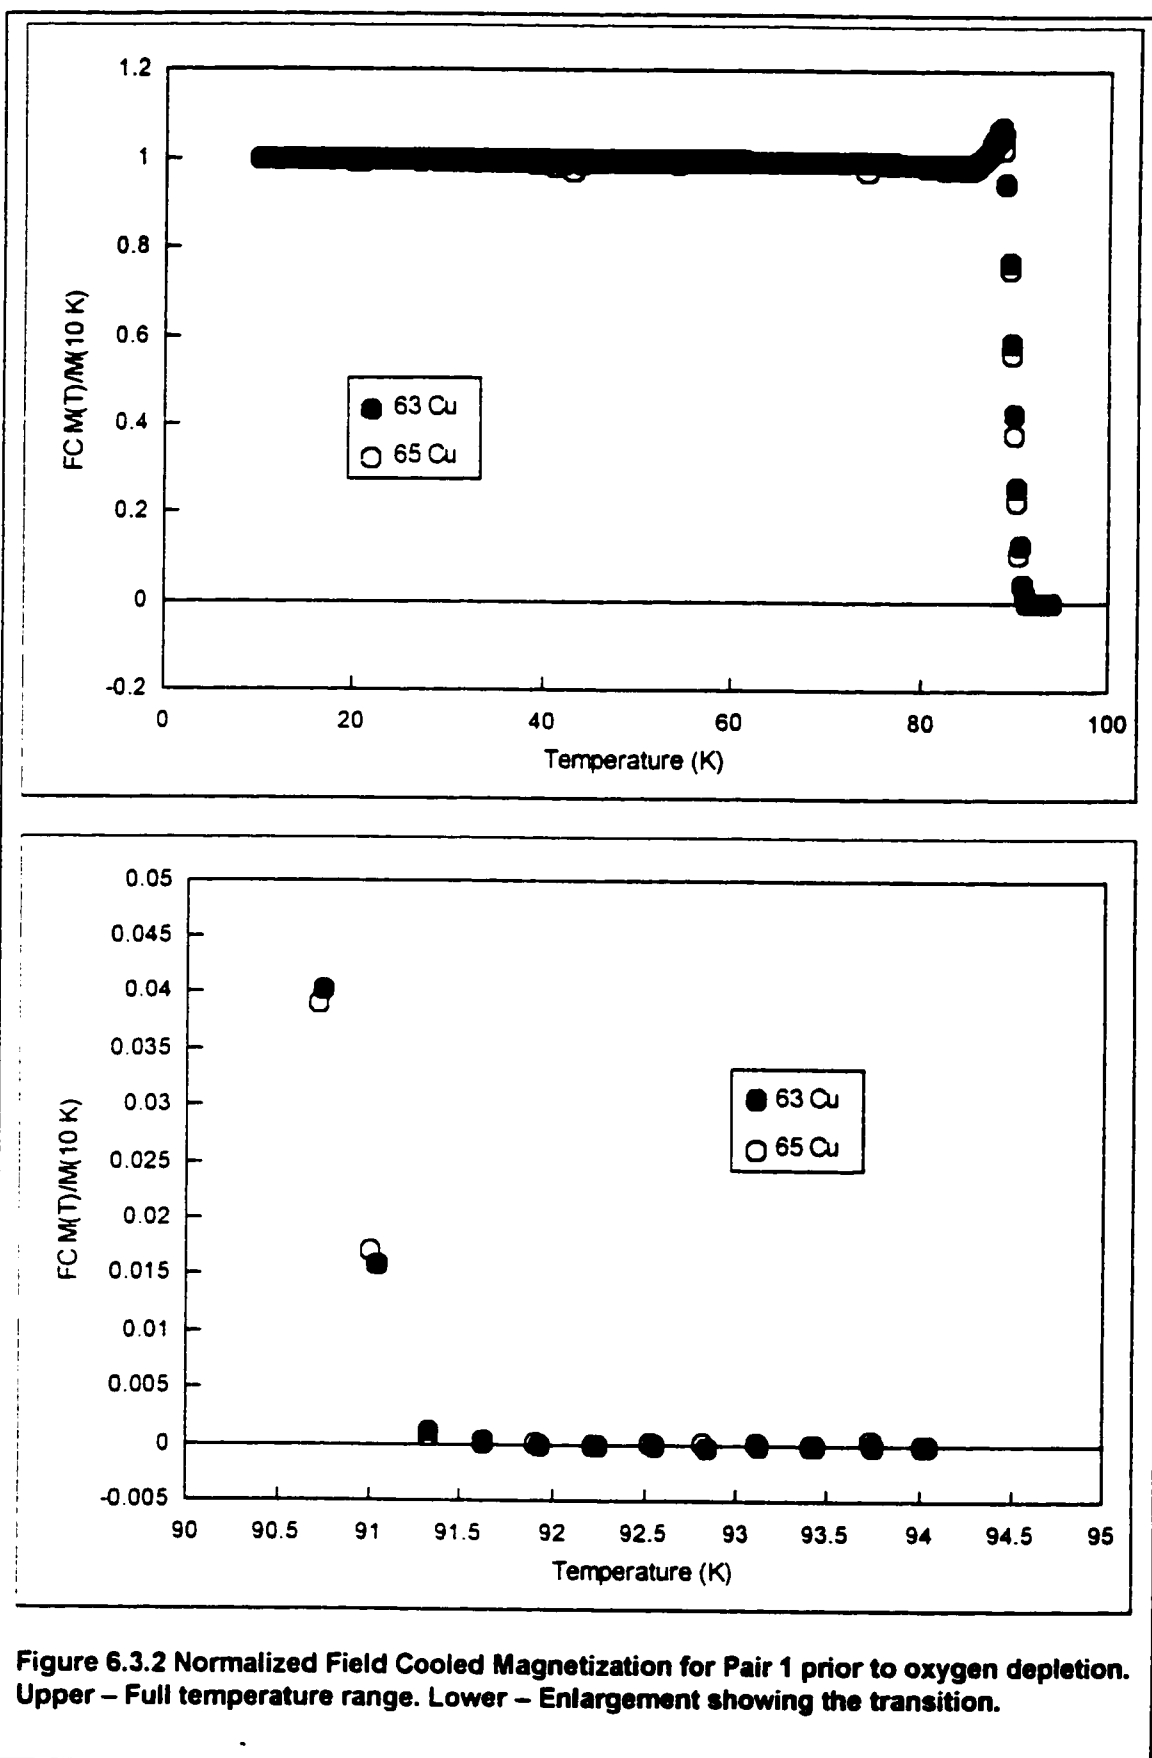 1.2
1
0.8
0.6
0.4
0.2
0
-0.2
FC M(T)/M(10 K)
63 Cu
65 Cu
0 20 40 60 80 100
Temperature (K)
0.05
0.045
0.04
0.035
0.03
0.025
0.02
0.015
0.01
0.005
0
-0.005
FC M(T)/M(10 K)
63 Cu
65 Cu
90 90.5 91 91.5 92 92.5 93 93.5 94 94.5 95
Temperature (K)
Figure 6.3.2 Normalized Field Cooled Magnetization for Pair 1 prior to oxygen depletion.
Upper – Full temperature range. Lower – Enlargement showing the transition.